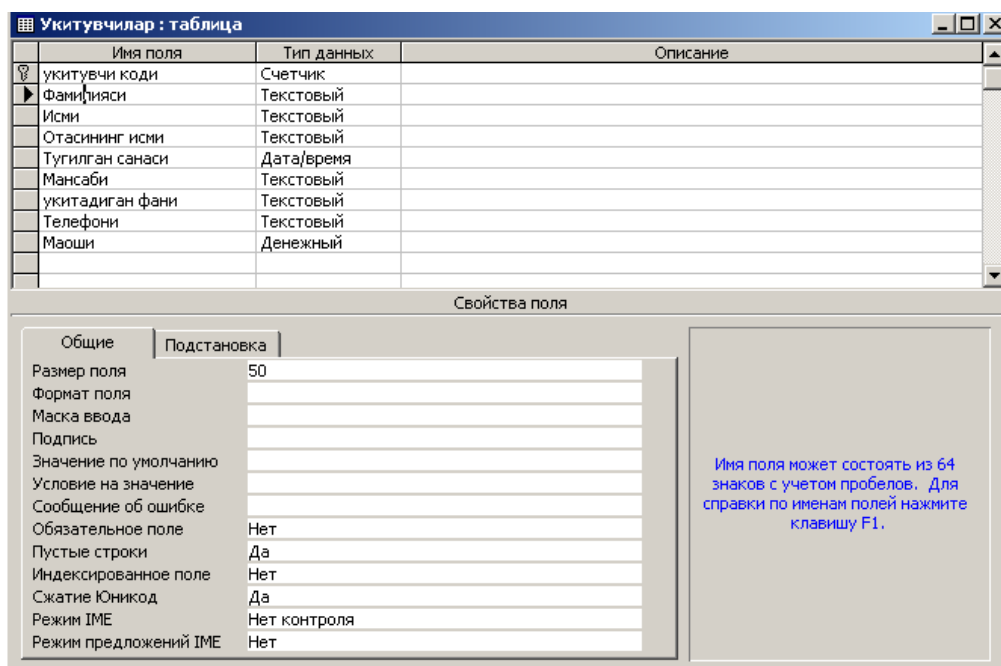 Укитувчилар : таблица
Имя поля Тип данных Описание
укитувчи коди Счетчик
Фамилияси Текстовый
Исми Текстовый
Отасининг исми Текстовый
Тугилган санаси Дата/время
Мансаби Текстовый
укитадиган фани Текстовый
Телефони Текстовый
Маоши Денежный
Свойства поля
Общие Подстановка
Размер поля 50
Формат поля
Маска ввода
Подпись
Значение по умолчанию
Условие на значение
Сообщение об ошибке
Обязательное поле Нет
Пустые строки Да
Индексированное поле Нет
Сжатие Юникод Да
Режим IME Нет контроля
Режим предложений IME Нет
Имя поля может состоять из 64
знаков с учетом пробелов. Для
справки по именам полей нажмите
клавишу F1.